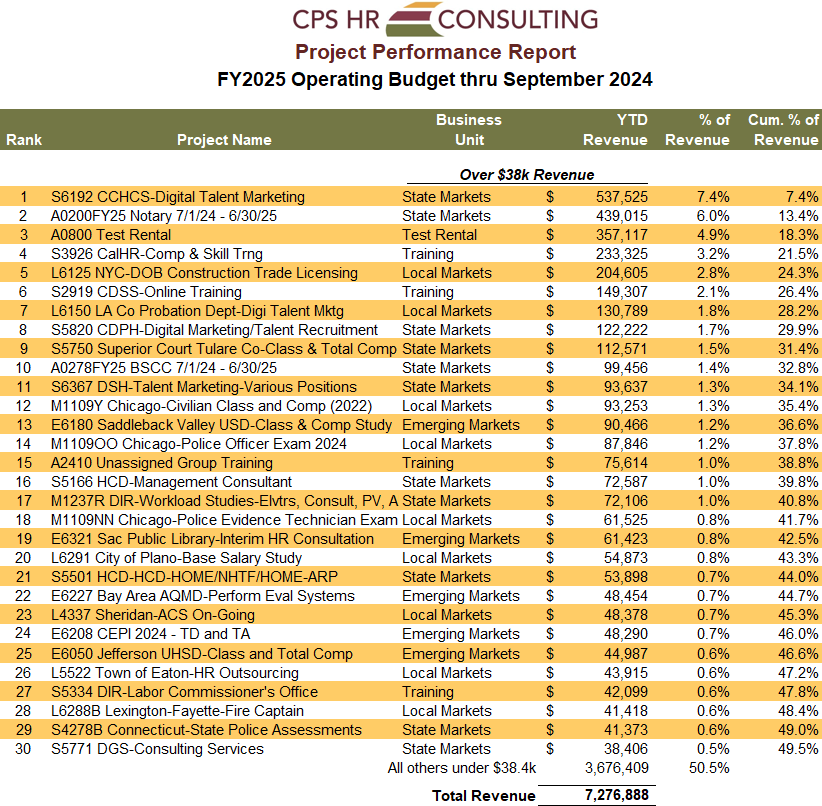 CPS HR CONSULTING
Project Performance Report
FY2025 Operating Budget thru September 2024
Business YTD % of Cum. % of
Rank Project Name Unit Revenue Revenue Revenue
Over $38k Revenue
1 S6192 CCHCS-Digital Talent Marketing State Markets $ 537,525 7.4% 7.4%
2 A0200FY25 Notary 7/1/24 - 6/30/25 State Markets $ 439,015 6.0% 13.4%
3 A0800 Test Rental Test Rental $ 357,117 4.9% 18.3%
4 S3926 CalHR-Comp & Skill Trng Training $ 233,325 3.2% 21.5%
5 L6125 NYC-DOB Construction Trade Licensing Local Markets $ 204,605 2.8% 24.3%
6 S2919 CDSS-Online Training Training $ 149,307 2.1% 26.4%
7 L6150 LA Co Probation Dept-Digi Talent Mktg Local Markets $ 130,789 1.8% 28.2%
8 S5820 CDPH-Digital Marketing/Talent Recruitment State Markets $ 122,222 1.7% 29.9%
9 S5750 Superior Court Tulare Co-Class & Total Comp State Markets $ 112,571 1.5% 31.4%
10 A0278FY25 BSCC 7/1/24 - 6/30/25 State Markets $ 99,456 1.4% 32.8%
11 S6367 DSH-Talent Marketing-Various Positions State Markets $ 93,637 1.3% 34.1%
12 M1109Y Chicago-Civilian Class and Comp (2022) Local Markets $ 93,253 1.3% 35.4%
13 E6180 Saddleback Valley USD-Class & Comp Study Emerging Markets $ 90,466 1.2% 36.6%
14 M1109OO Chicago-Police Officer Exam 2024 Local Markets $ 87,846 1.2% 37.8%
15 A2410 Unassigned Group Training Training $ 75,614 1.0% 38.8%
16 S5166 HCD-Management Consultant State Markets $ 72,587 1.0% 39.8%
17 M1237R DIR-Workload Studies-Elvtrs, Consult, PV, A State Markets $ 72,106 1.0% 40.8%
18 M1109NN Chicago-Police Evidence Technician Exam Local Markets $ 61,525 0.8% 41.7%
19 E6321 Sac Public Library-Interim HR Consultation Emerging Markets $ 61,423 0.8% 42.5%
20 L6291 City of Plano-Base Salary Study Local Markets $ 54,873 0.8% 43.3%
21 S5501 HCD-HCD-HOME/NHTF/HOME-ARP State Markets $ 53,898 0.7% 44.0%
22 E6227 Bay Area AQMD-Perform Eval Systems Emerging Markets $ 48,454 0.7% 44.7%
23 L4337 Sheridan-ACS On-Going Local Markets $ 48,378 0.7% 45.3%
24 E6208 CEPI 2024 - TD and TA Emerging Markets $ 48,290 0.7% 46.0%
25 E6050 Jefferson UHSD-Class and Total Comp Emerging Markets $ 44,987 0.6% 46.6%
26 L5522 Town of Eaton-HR Outsourcing Local Markets $ 43,915 0.6% 47.2%
27 S5334 DIR-Labor Commissioner's Office Training $ 42,099 0.6% 47.8%
28 L6288B Lexington-Fayette-Fire Captain Local Markets $ 41,418 0.6% 48.4%
29 S4278B Connecticut-State Police Assessments State Markets $ 41,373 0.6% 49.0%
30 S5771 DGS-Consulting Services State Markets $ 38,406 0.5% 49.5%
All others under $38.4k 3,676,409 50.5%
Total Revenue 7,276,888